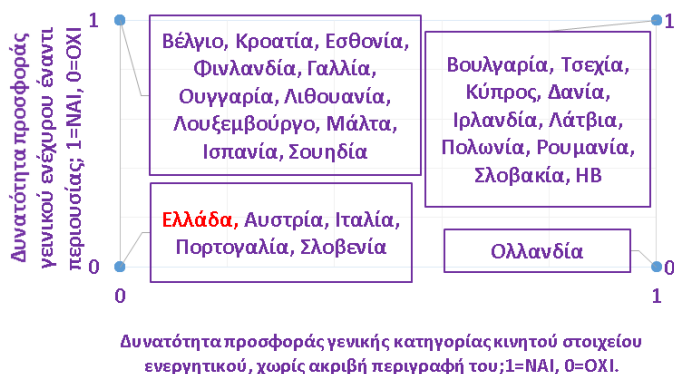 Δυνατότητα προσφοράς
γεινικού ενέχυρου έναντι
περιουσίας; 1=ΝΑΙ, 0=ΟΧΙ
1
0
Βέλγιο, Κροατία, Εσθονία,
Φινλανδία, Γαλλία,
Ουγγαρία, Λιθουανία,
Λουξεμβούργο, Μάλτα,
Ισπανία, Σουηδία
Βουλγαρία, Τσεχία,
Κύπρος, Δανία,
Ιρλανδία, Λάτβια,
Πολωνία, Ρουμανία,
Σλοβακία, ΗΒ
Ελλάδα, Αυστρία, Ιταλία,
Πορτογαλία, Σλοβενία
Ολλανδία
1
0
0
1
Δυνατότητα προσφοράς γενικής κατηγορίας κινητού στοιχείου
ενεργητικού, χωρίς ακριβή περιγραφή του;1=ΝΑΙ, 0=ΟΧΙ.